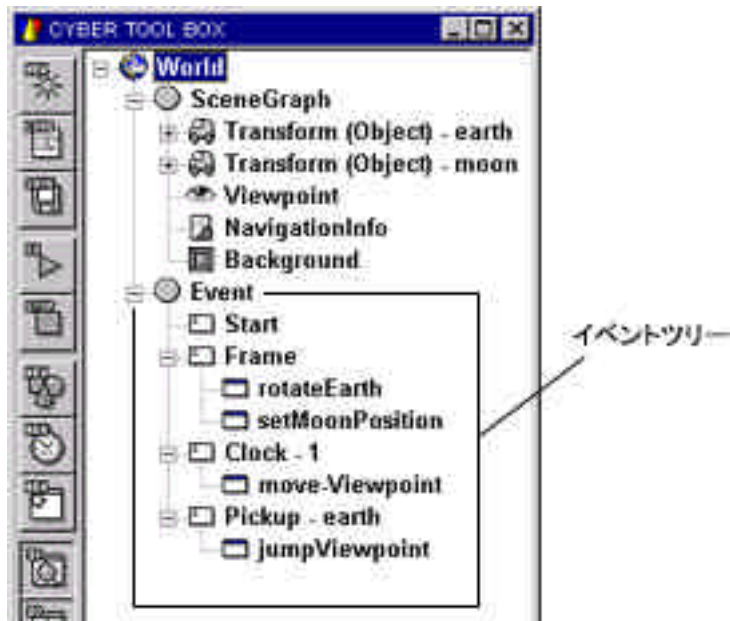 CYBER TOOL BOX
World
SceneGraph
Transform (Object) - earth
Transform (Object) - moon
Viewpoint
NavigationInfo
Background
Event
Start
イベントツリー
Frame
rotateEarth
setMoonPosition
Clock - 1
move-Viewpoint
Pickup - earth
jumpViewpoint